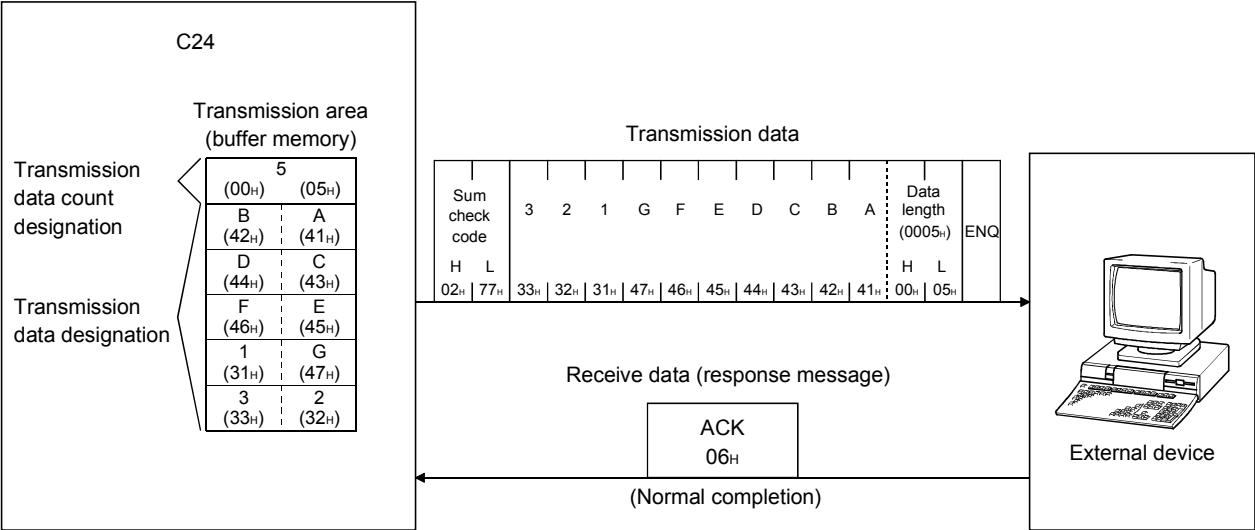 C24
Transmission area
(buffer memory)
Transmission
data count
designation
Transmission
data designation
5
(00H) (05H)
B A
(42H) (41H)
D C
(44H) (43H)
F E
(46H) (45H)
1 G
(31H) (47H)
3 2
(33H) (32H)
Transmission data
Sum
check
code
H L
02H 77H
3 2 1 G F E D C B A
33H 32H 31H 47H 46H 45H 44H 43H 42H 41H
Data
length
(0005H)
H L
00H 05H
ENQ
Receive data (response message)
ACK
06H
(Normal completion)
External device